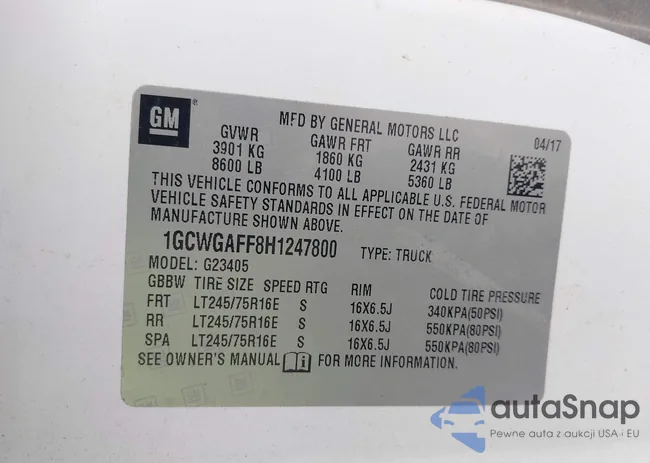 GM
MFD BY GENERAL MOTORS LLC
04/17
GVWR GAWR FRT GAWR RR
3901 KG 1860 KG 2431 KG
8600 LB 4100 LB 5360 LB
THIS VEHICLE CONFORMS TO ALL APPLICABLE U.S. FEDERAL MOTOR
VEHICLE SAFETY STANDARDS IN EFFECT ON THE DATE OF
MANUFACTURE SHOWN ABOVE.
1GCWGAFF8H1247800 TYPE: TRUCK
MODEL: G23405
GBBW TIRE SIZE SPEED RTG RIM COLD TIRE PRESSURE
FRT LT245/75R16E S 16X6.5J 340KPA(50PSI)
RR LT245/75R16E S 16X6.5J 550KPA(80PSI)
SPA LT245/75R16E S 16X6.5J 550KPA(80PSI)
SEE OWNER'S MANUAL FOR MORE INFORMATION.
autaSnap
Pewne auta z aukcji USA i EU